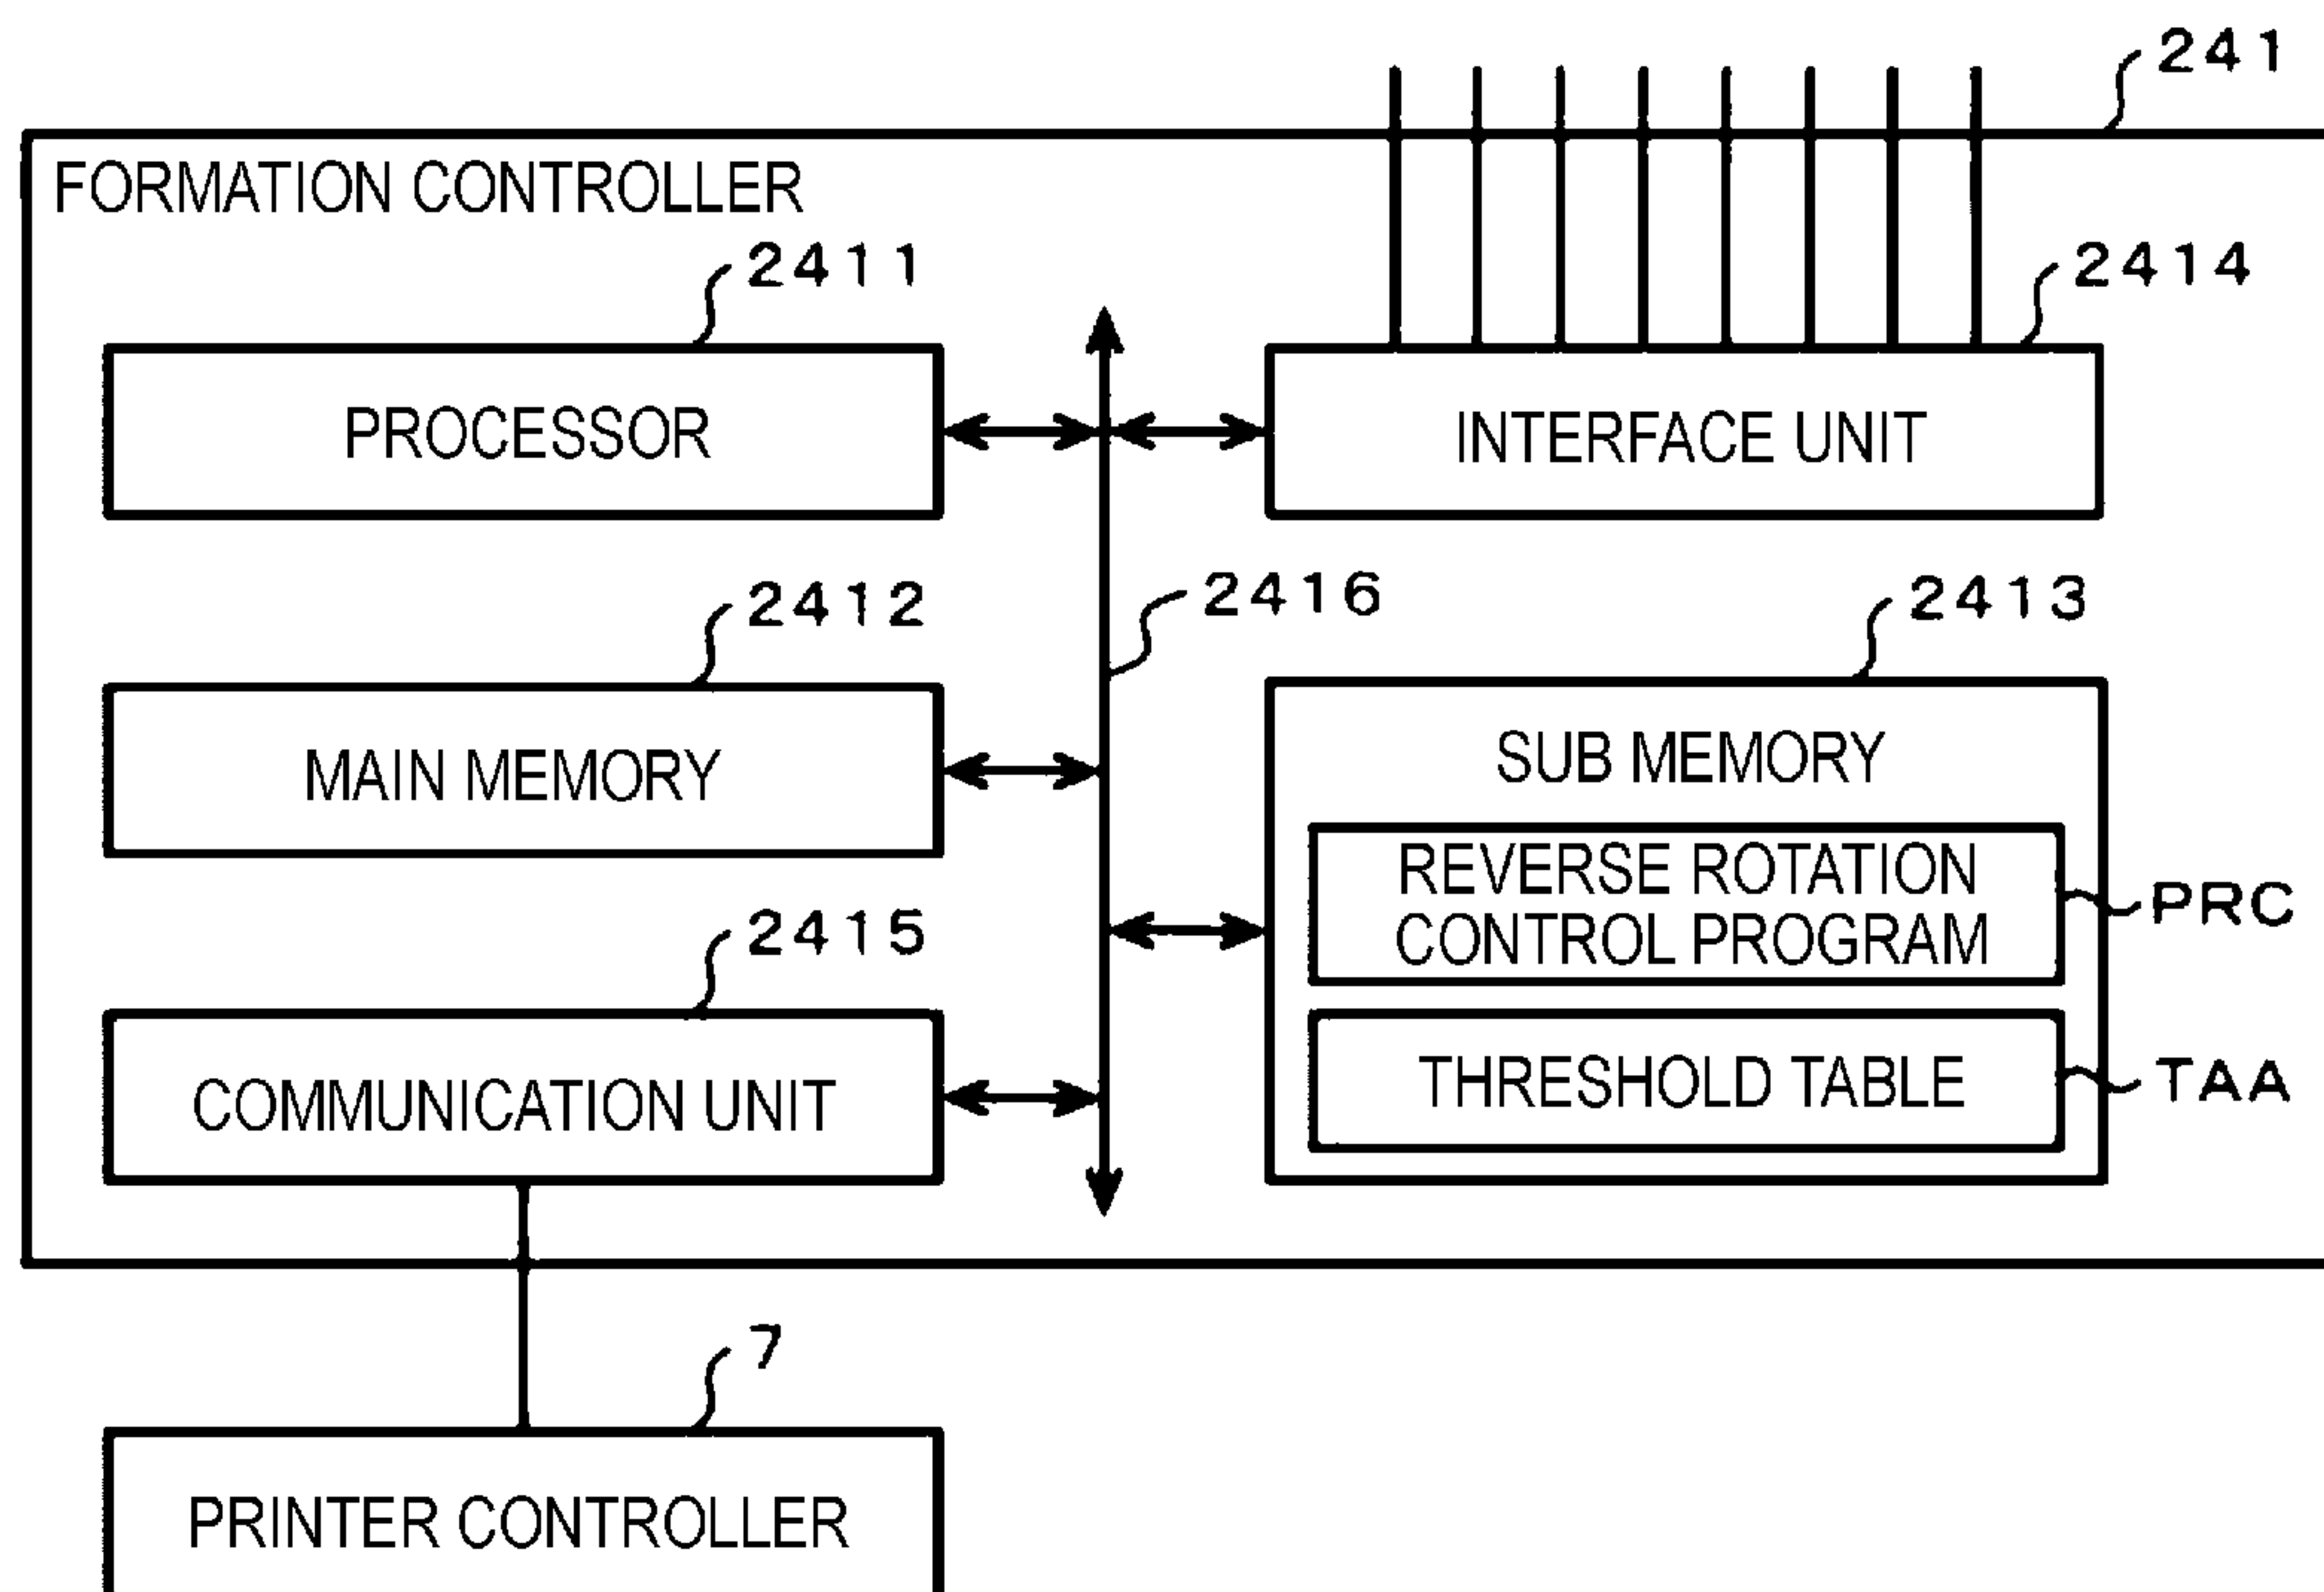 241
FORMATION CONTROLLER
2411
2414
PROCESSOR
INTERFACE UNIT
2412
2416
2413
MAIN MEMORY
SUB MEMORY
REVERSE ROTATION
CONTROL PROGRAM
PRC
2415
COMMUNICATION UNIT
THRESHOLD TABLE
TAA
7
PRINTER CONTROLLER